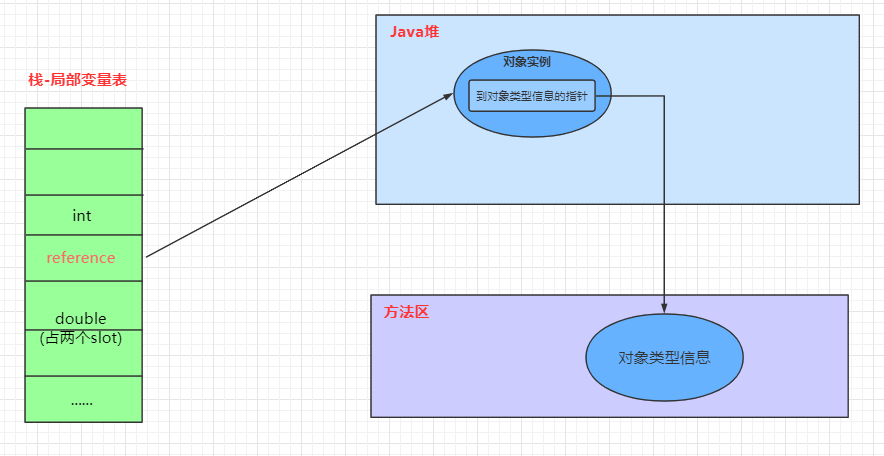 Java堆
对象实例
到对象类型信息的指针
栈-局部变量表
int
reference
double
(占两个slot)
......
方法区
对象类型信息